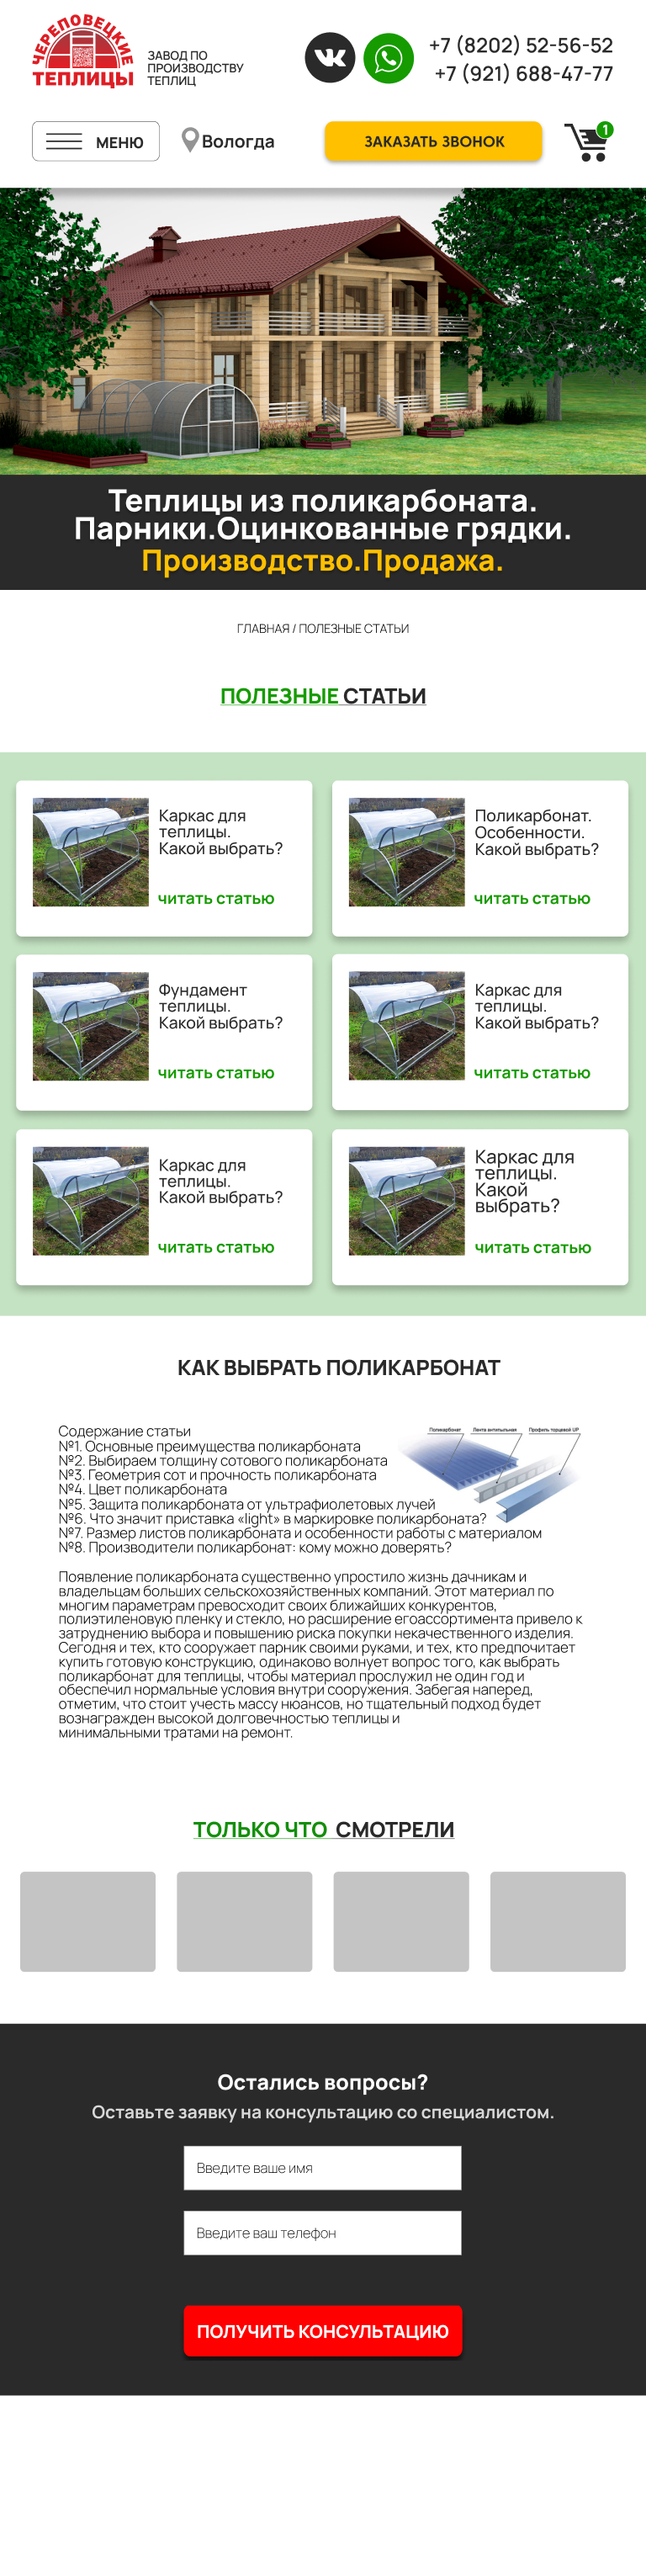 ЧЕРЕПОВЕЦКИЕ
ТЕПЛИЦЫ
ЗАВОД ПО
ПРОИЗВОДСТВУ
ТЕПЛИЦ
+7 (8202) 52-56-52
+7 (921) 688-47-77
МЕНЮ
Вологда
ЗАКАЗАТЬ ЗВОНОК
1
Теплицы из поликарбоната.
Парники.Оцинкованные грядки.
Производство.Продажа.
ГЛАВНАЯ / ПОЛЕЗНЫЕ СТАТЬИ
ПОЛЕЗНЫЕ СТАТЬИ
Каркас для
теплицы.
Какой выбрать?
читать статью
Поликарбонат.
Особенности.
Какой выбрать?
читать статью
Фундамент
теплицы.
Какой выбрать?
читать статью
Каркас для
теплицы.
Какой выбрать?
читать статью
Каркас для
теплицы.
Какой выбрать?
читать статью
Каркас для
теплицы.
Какой
выбрать?
читать статью
КАК ВЫБРАТЬ ПОЛИКАРБОНАТ
Поликарбонат Лента антипыльная Профиль торцевой UP
Содержание статьи
№1. Основные преимущества поликарбоната
№2. Выбираем толщину сотового поликарбоната
№3. Геометрия сот и прочность поликарбоната
№4. Цвет поликарбоната
№5. Защита поликарбоната от ультрафиолетовых лучей
№6. Что значит приставка «light» в маркировке поликарбоната?
№7. Размер листов поликарбоната и особенности работы с материалом
№8. Производители поликарбонат: кому можно доверять?
Появление поликарбоната существенно упростило жизнь дачникам и
владельцам больших сельскохозяйственных компаний. Этот материал по
многим параметрам превосходит своих ближайших конкурентов,
полиэтиленовую пленку и стекло, но расширение егоассортимента привело к
затруднению выбора и повышению риска покупки некачественного изделия.
Сегодня и тех, кто сооружает парник своими руками, и тех, кто предпочитает
купить готовую конструкцию, одинаково волнует вопрос того, как выбрать
поликарбонат для теплицы, чтобы материал прослужил не один год и
обеспечил нормальные условия внутри сооружения. Забегая наперед,
отметим, что стоит учесть массу нюансов, но тщательный подход будет
вознагражден высокой долговечностью теплицы и
минимальными тратами на ремонт.
ТОЛЬКО ЧТО СМОТРЕЛИ
Остались вопросы?
Оставьте заявку на консультацию со специалистом.
Введите ваше имя
Введите ваш телефон
ПОЛУЧИТЬ КОНСУЛЬТАЦИЮ